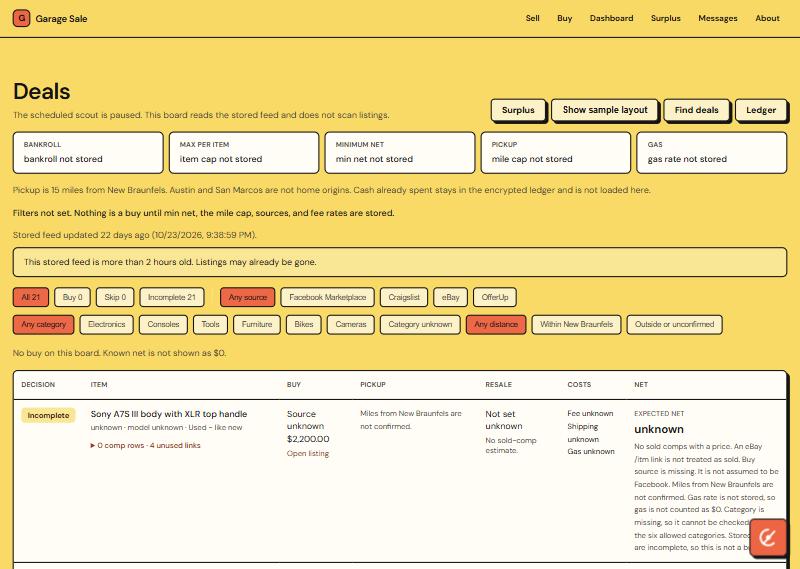 G Garage Sale
Sell Buy Dashboard Surplus Messages About
Deals
The scheduled scout is paused. This board reads the stored feed and does not scan listings.
Surplus Show sample layout Find deals Ledger
BANKROLL
bankroll not stored
MAX PER ITEM
item cap not stored
MINIMUM NET
min net not stored
PICKUP
mile cap not stored
GAS
gas rate not stored
Pickup is 15 miles from New Braunfels. Austin and San Marcos are not home origins. Cash already spent stays in the encrypted ledger and is not loaded here.
Filters not set. Nothing is a buy until min net, the mile cap, sources, and fee rates are stored.
Stored feed updated 22 days ago (10/23/2026, 9:38:59 PM).
This stored feed is more than 2 hours old. Listings may already be gone.
All 21 Buy 0 Skip 0 Incomplete 21 Any source Facebook Marketplace Craigslist eBay OfferUp
Any category Electronics Consoles Tools Furniture Bikes Cameras Category unknown Any distance Within New Braunfels Outside or unconfirmed
No buy on this board. Known net is not shown as $0.
DECISION ITEM BUY PICKUP RESALE COSTS NET
Incomplete
Sony A7S III body with XLR top handle
unknown · model unknown · Used - like new
▸ 0 comp rows · 4 unused links
Source
unknown
$2,200.00
Open listing
Miles from New Braunfels are
not confirmed.
Not set
unknown
No sold-comp
estimate.
Fee unknown
Shipping
unknown
Gas unknown
EXPECTED NET
unknown
No sold comps with a price. An eBay
/itm link is not treated as sold. Buy
source is missing. It is not assumed to be
Facebook. Miles from New Braunfels are
not confirmed. Gas rate is not stored, so
gas is not counted as $0. Category is
missing, so it cannot be checked
the six allowed categories.
are incomplete, so this is not a